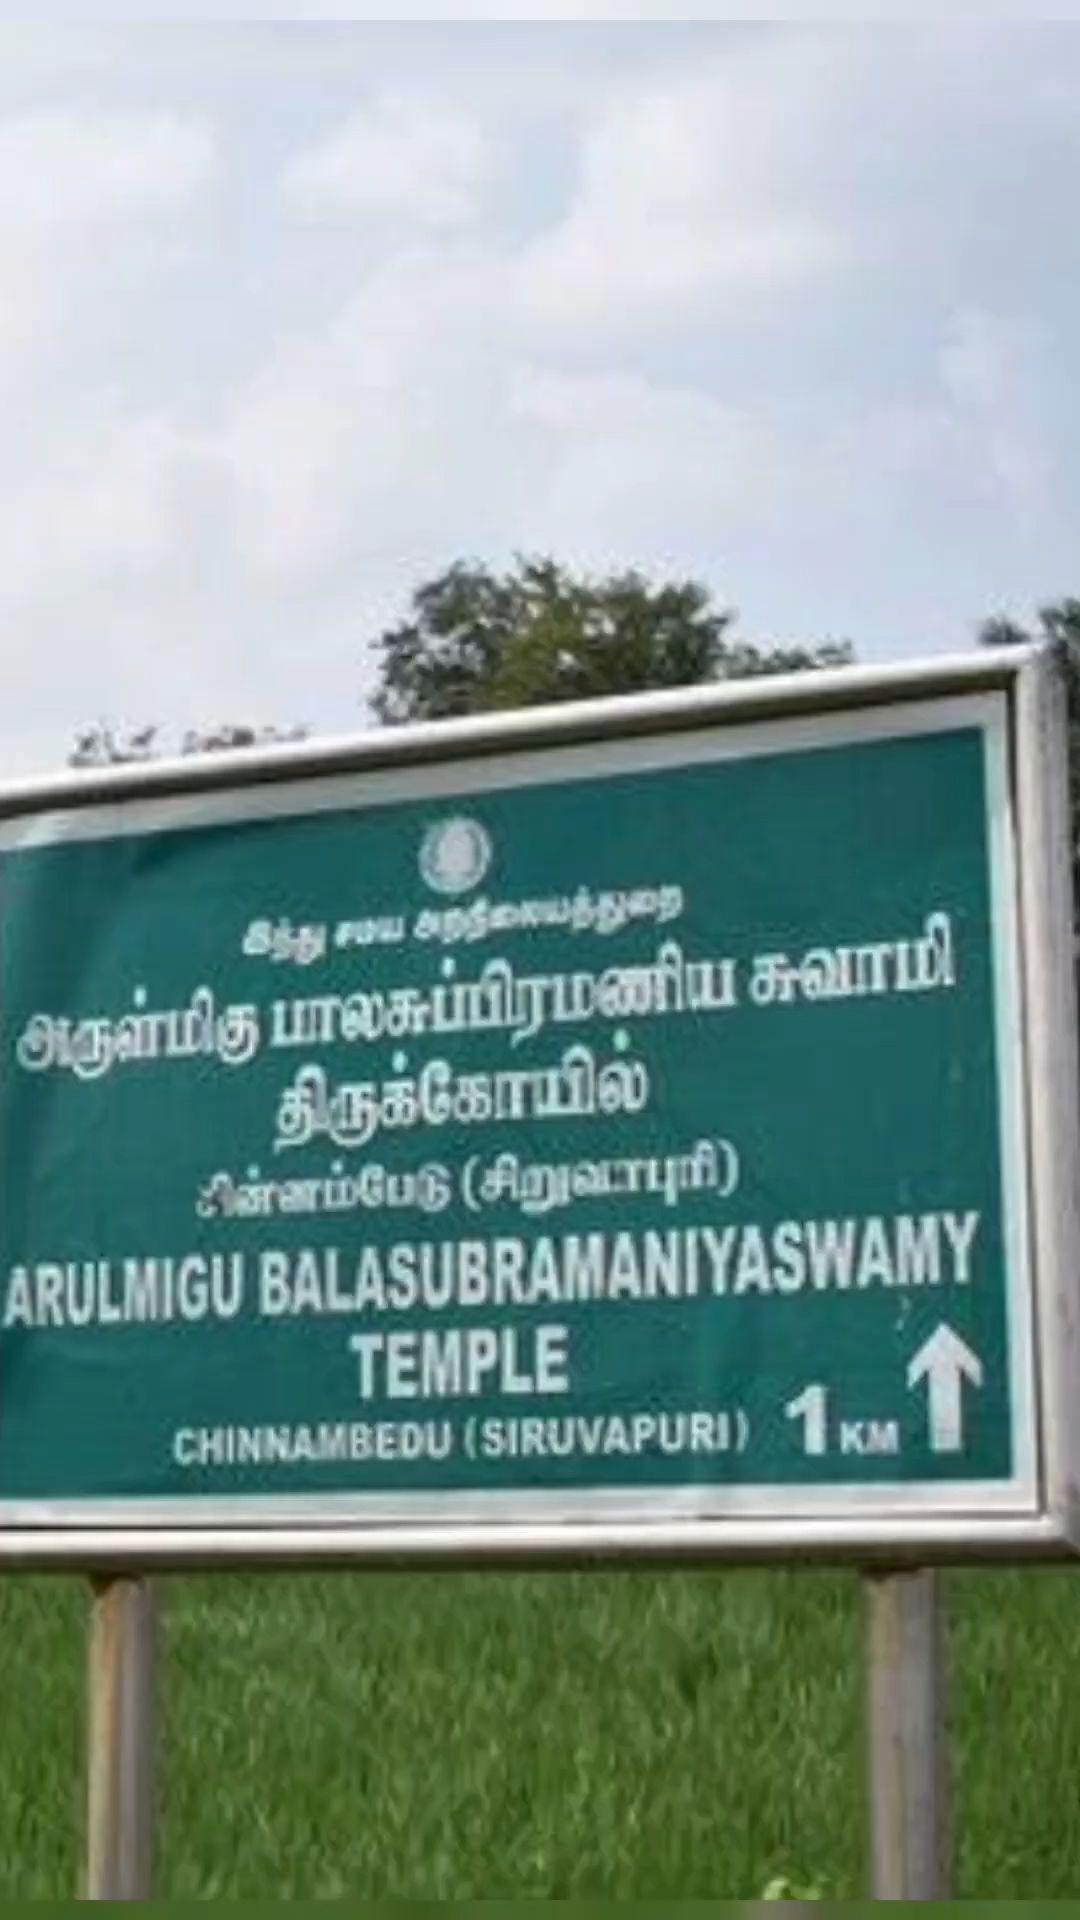 இந்து சமய அறநிலையத்துறை
அருள்மிகு பாலசுப்பிரமணிய சுவாமி
திருக்கோயில்
சின்னம்பேடு (சிறுவாபுரி)
ARULMIGU BALASUBRAMANIYASWAMY
TEMPLE
CHINNAMBEDU (SIRUVAPURI) 1 KM